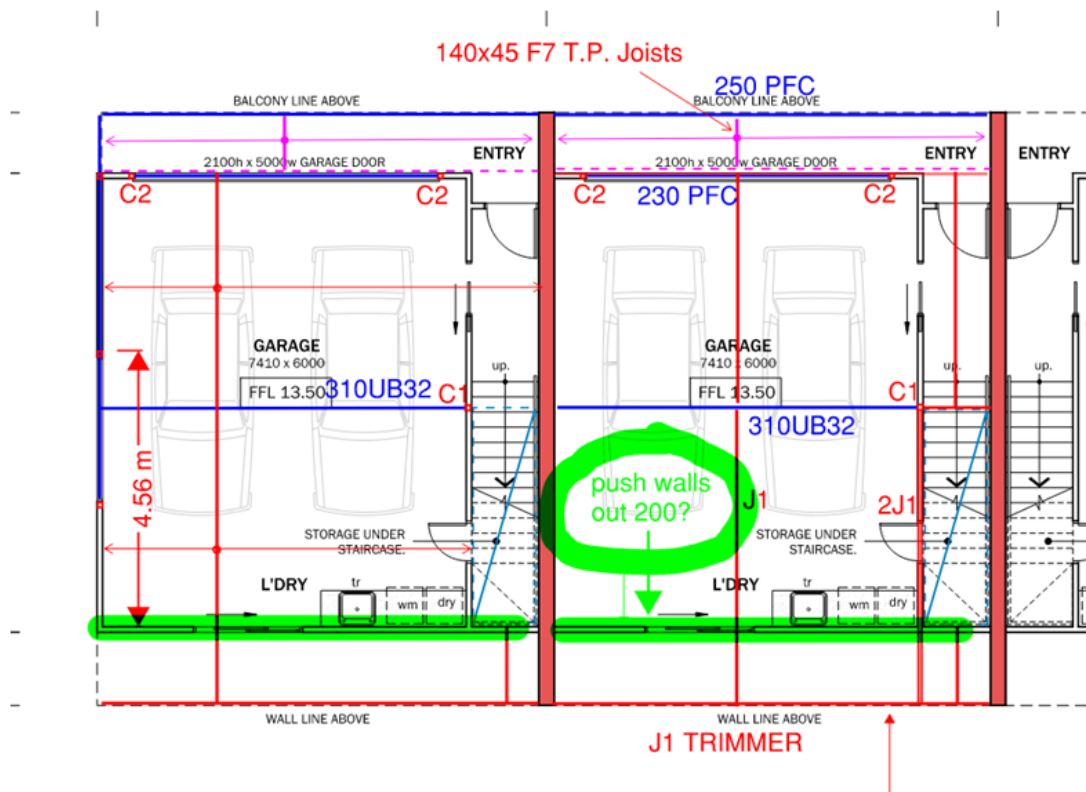 140x45 F7 T.P. Joists
250 PFC
BALCONY LINE ABOVE
BALCONY LINE ABOVE
2100h x 5000w GARAGE DOOR
ENTRY
2100h x 5000w GARAGE DOOR
ENTRY
ENTRY
C2
C2
C2
230 PFC
C2
GARAGE
7410 x 6000
FFL 13.50
310UB32
C1
up.
GARAGE
7410 x 6000
FFL 13.50
310UB32
C1
up.
up.
4.56 m
push walls
out 200?
J1
2J1
STORAGE UNDER
STAIRCASE.
STORAGE UNDER
STAIRCASE.
L'DRY
tr
wm
dry
L'DRY
tr
wm
dry
WALL LINE ABOVE
WALL LINE ABOVE
J1 TRIMMER